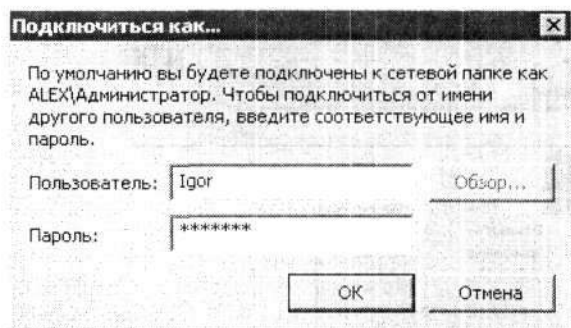 Подключиться как...
По умолчанию вы будете подключены к сетевой папке как
ALEX\Администратор. Чтобы подключиться от имени
другого пользователя, введите соответствующее имя и
пароль.
Пользователь: Igor Обзор...
Пароль: *******
ОК Отмена